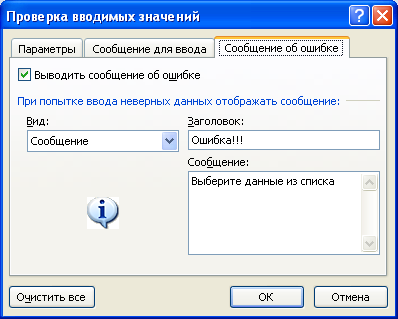 Проверка вводимых значений
Параметры
Сообщение для ввода
Сообщение об ошибке
Выводить сообщение об ошибке
При попытке ввода неверных данных отображать сообщение:
Вид:
Заголовок:
Сообщение
Ошибка!!!
Сообщение:
Выберите данные из списка
Очистить все
ОК
Отмена